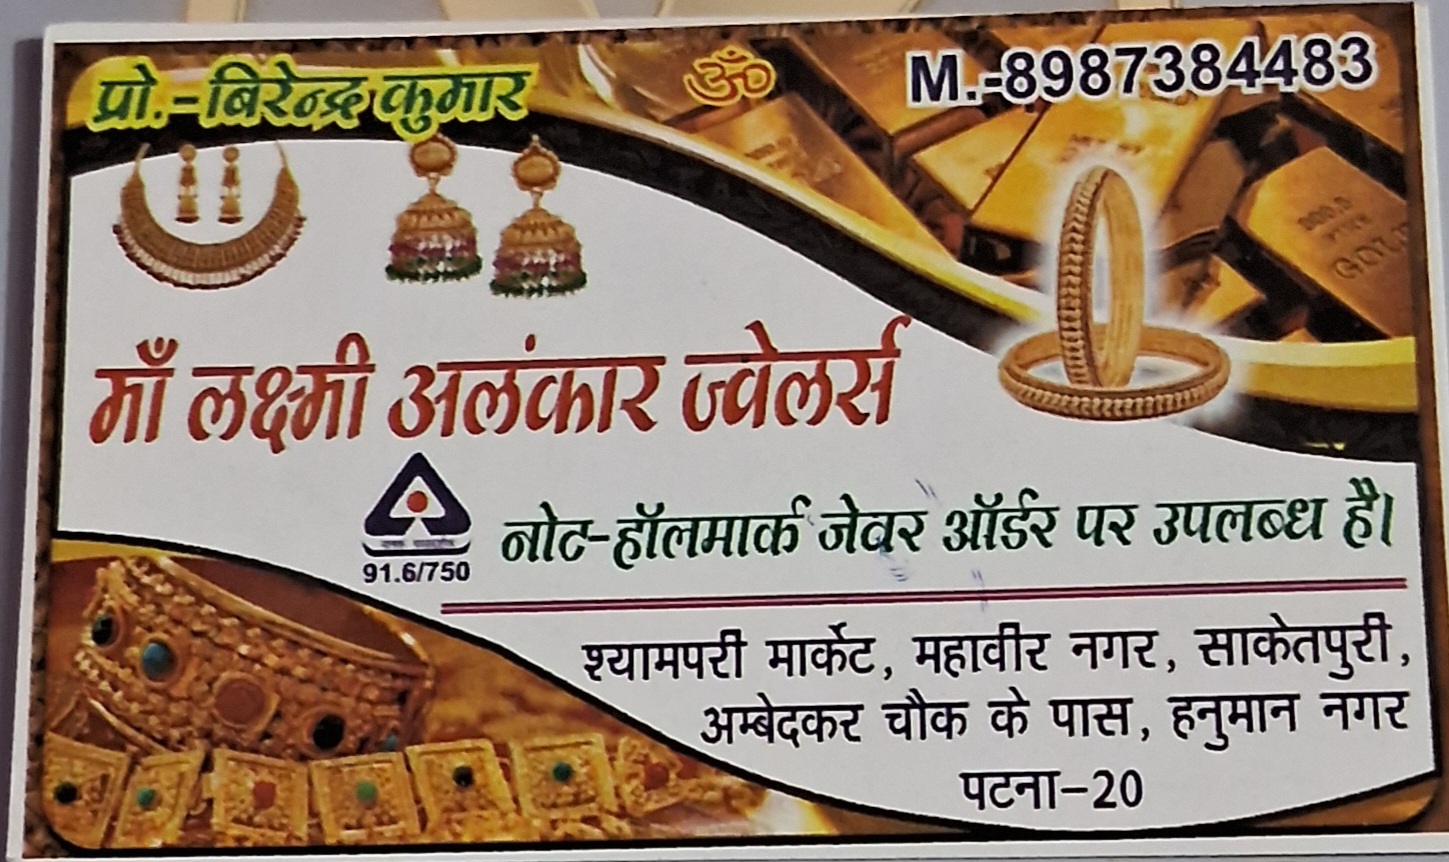 प्रो.-बिरेन्द्र कुमार
ॐ
M.-8987384483
माँ लक्ष्मी अलंकार ज्वेलर्स
91.6/750
नोट-हॉलमार्क जेवर ऑर्डर पर उपलब्ध है।
श्यामपरी मार्केट, महावीर नगर, साकेतपुरी,
अम्बेदकर चौक के पास, हनुमान नगर
पटना-20